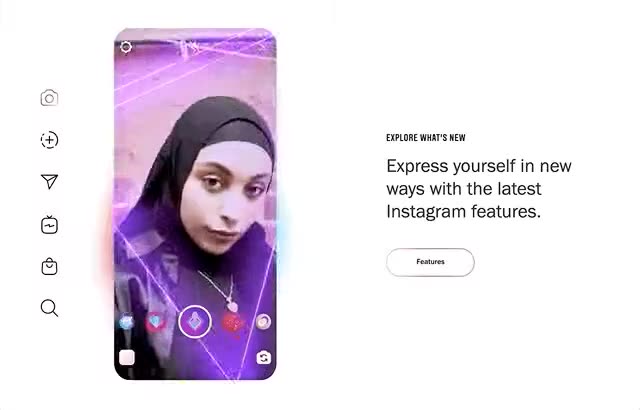 EXPLORE WHAT'S NEW
Express yourself in new
ways with the latest
Instagram features.
Features